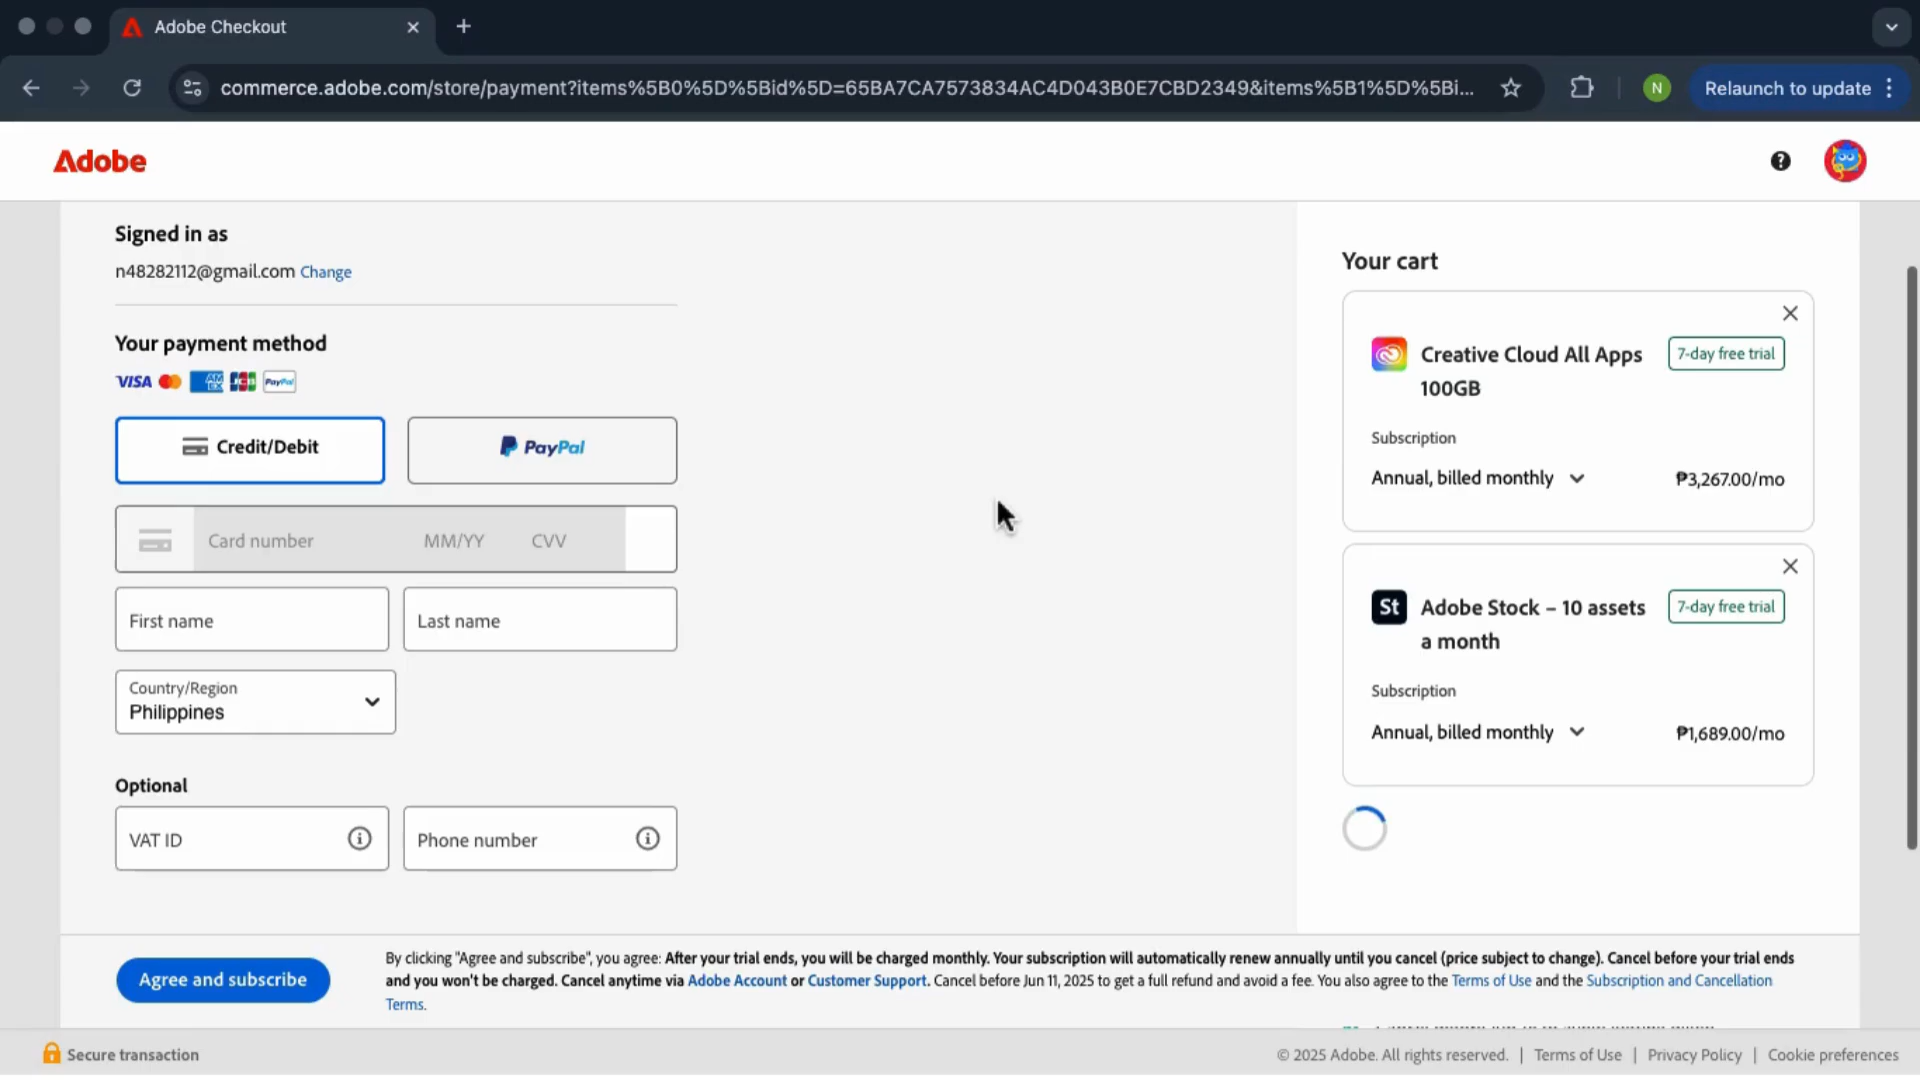 Adobe Checkout
commerce.adobe.com/store/payment?items%5B0%5D%5Bid%5D=65BA7CA7573834AC4D043B0E7CBD2349&items%5B1%5D%5Bi...
N
Relaunch to update
Adobe
Signed in as
n48282112@gmail.com Change
Your payment method
VISA AMEX JCB PayPal
Credit/Debit
PayPal
Card number MM/YY CVV
First name
Last name
Country/Region
Philippines
Optional
VAT ID
Phone number
Your cart
Creative Cloud All Apps
100GB
7-day free trial
Subscription
Annual, billed monthly
₱3,267.00/mo
St
Adobe Stock – 10 assets
a month
7-day free trial
Subscription
Annual, billed monthly
₱1,689.00/mo
Agree and subscribe
By clicking "Agree and subscribe", you agree: After your trial ends, you will be charged monthly. Your subscription will automatically renew annually until you cancel (price subject to change). Cancel before your trial ends
and you won't be charged. Cancel anytime via Adobe Account or Customer Support. Cancel before Jun 11, 2025 to get a full refund and avoid a fee. You also agree to the Terms of Use and the Subscription and Cancellation
Terms.
Secure transaction
© 2025 Adobe. All rights reserved. | Terms of Use | Privacy Policy | Cookie preferences